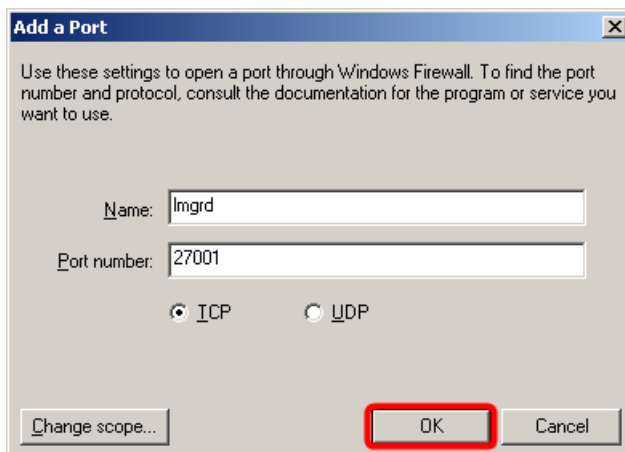 Add a Port
Use these settings to open a port through Windows Firewall. To find the port
number and protocol, consult the documentation for the program or service you
want to use.
Name: lmgrd
Port number: 27001
TCP UDP
Change scope... OK Cancel